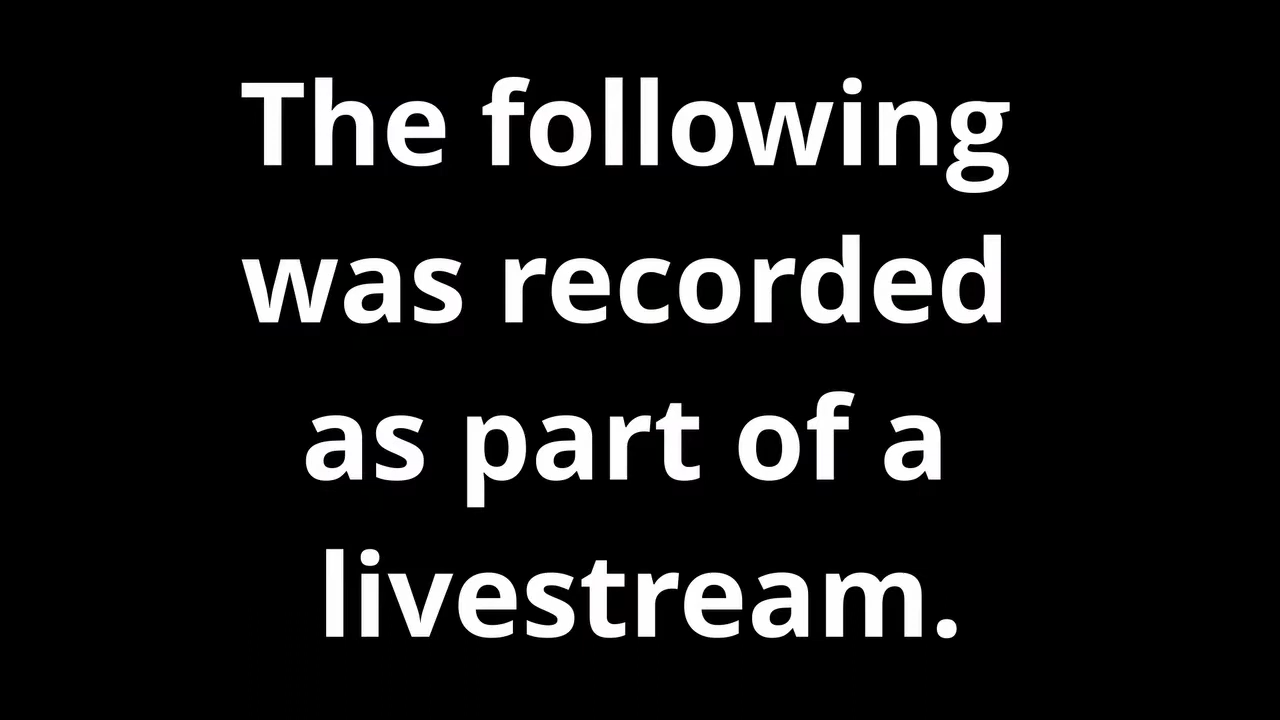 The following
was recorded
as part of a
livestream.